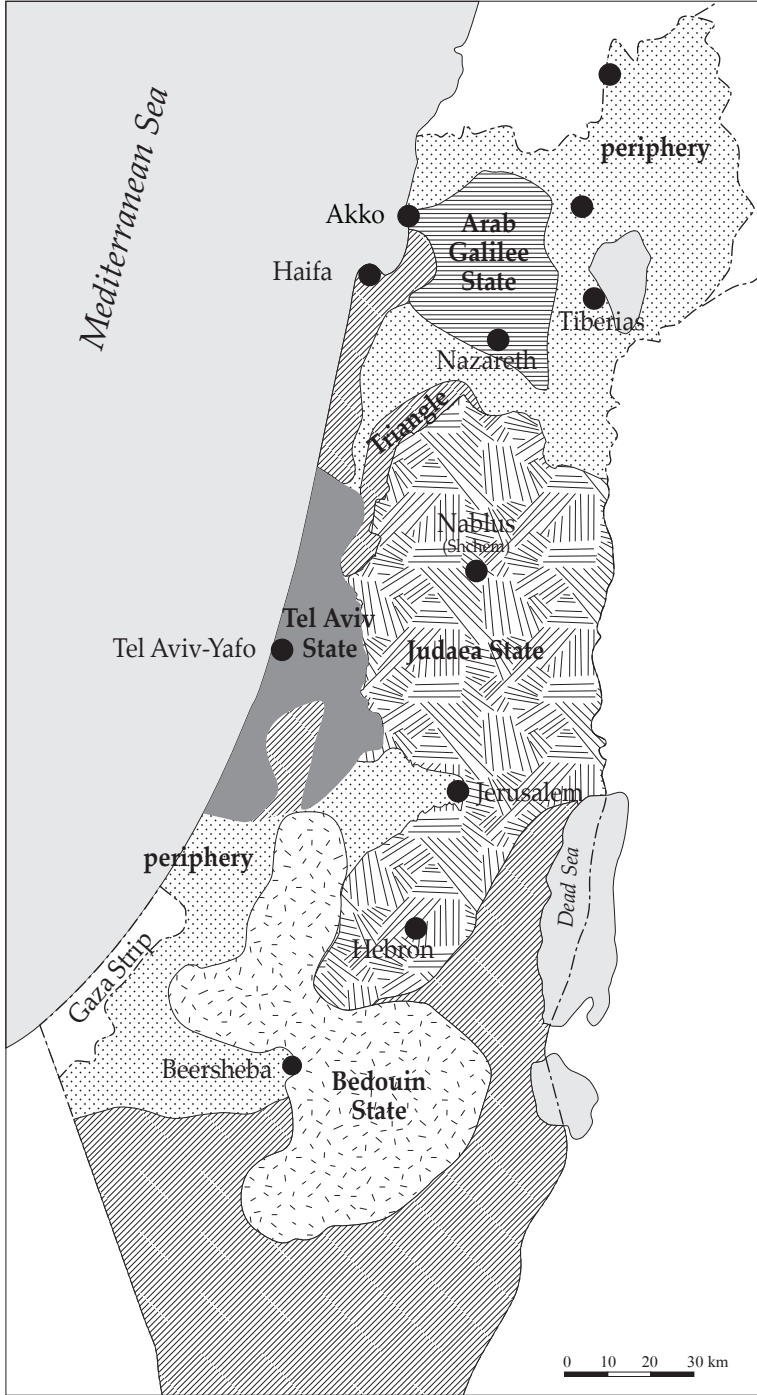 Mediterranean Sea
periphery
Akko
Arab
Galilee
State
Haifa
Tiberias
Nazareth
Triangle
Nablus
(Shchem)
Tel Aviv
State
Tel Aviv-Yafo
Judaea State
Jerusalem
periphery
Dead Sea
Hebron
Gaza Strip
Beersheba
Bedouin
State
0 10 20 30 km